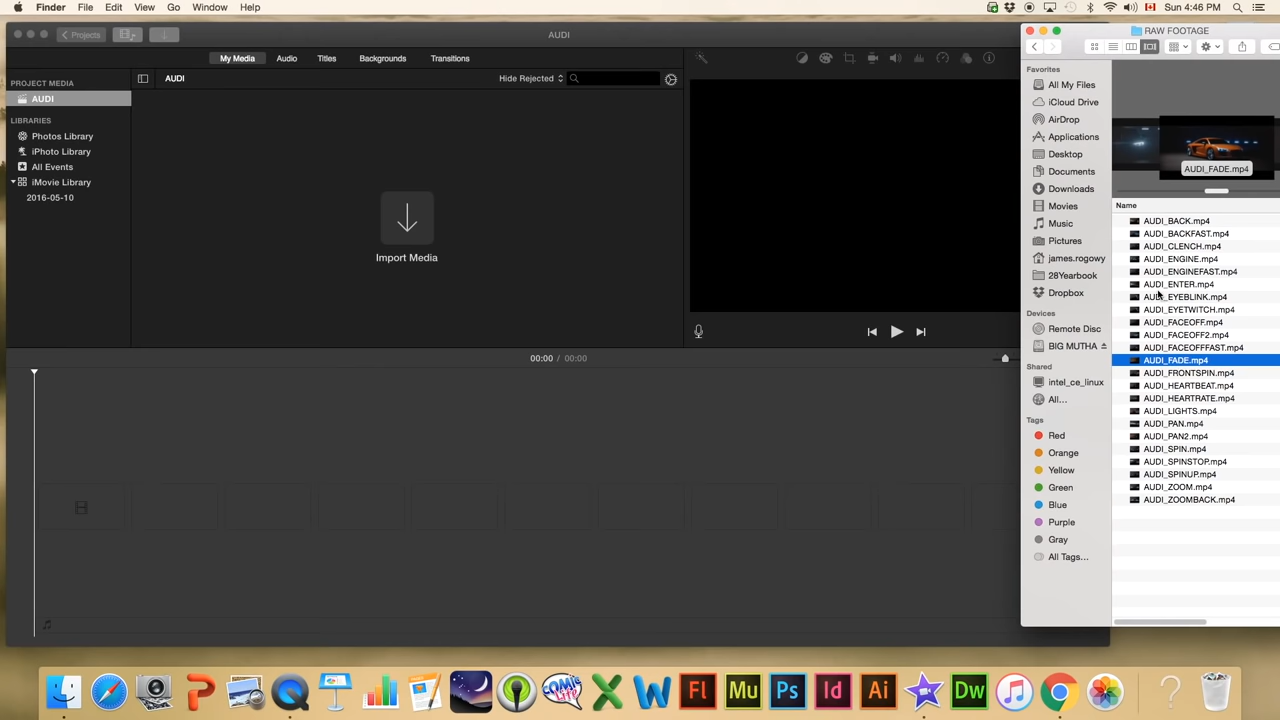 Finder File Edit View Go Window Help Sun 4:46 PM
Projects AUDI
My Media Audio Titles Backgrounds Transitions
PROJECT MEDIA
AUDI
LIBRARIES
Photos Library
iPhoto Library
All Events
iMovie Library
2016-05-10
AUDI Hide Rejected
Import Media
00:00 / 00:00
RAW FOOTAGE
Favorites
All My Files
iCloud Drive
AirDrop
Applications
Desktop
Documents
Downloads
Movies
Music
Pictures
james.rogowy
28Yearbook
Dropbox
Devices
Remote Disc
BIG MUTHA
Shared
intel_ce_linux
All...
Tags
Red
Orange
Yellow
Green
Blue
Purple
Gray
All Tags...
AUDI_FADE.mp4
Name
AUDI_BACK.mp4
AUDI_BACKFAST.mp4
AUDI_CLENCH.mp4
AUDI_ENGINE.mp4
AUDI_ENGINEFAST.mp4
AUDI_ENTER.mp4
AUDI_EYEBLINK.mp4
AUDI_EYETWITCH.mp4
AUDI_FACEOFF.mp4
AUDI_FACEOFF2.mp4
AUDI_FACEOFFFAST.mp4
AUDI_FADE.mp4
AUDI_FRONTSPIN.mp4
AUDI_HEARTBEAT.mp4
AUDI_HEARTRATE.mp4
AUDI_LIGHTS.mp4
AUDI_PAN.mp4
AUDI_PAN2.mp4
AUDI_SPIN.mp4
AUDI_SPINSTOP.mp4
AUDI_SPINUP.mp4
AUDI_ZOOM.mp4
AUDI_ZOOMBACK.mp4
COMIC Life X W Fl Mu Ps Id Ai Dw